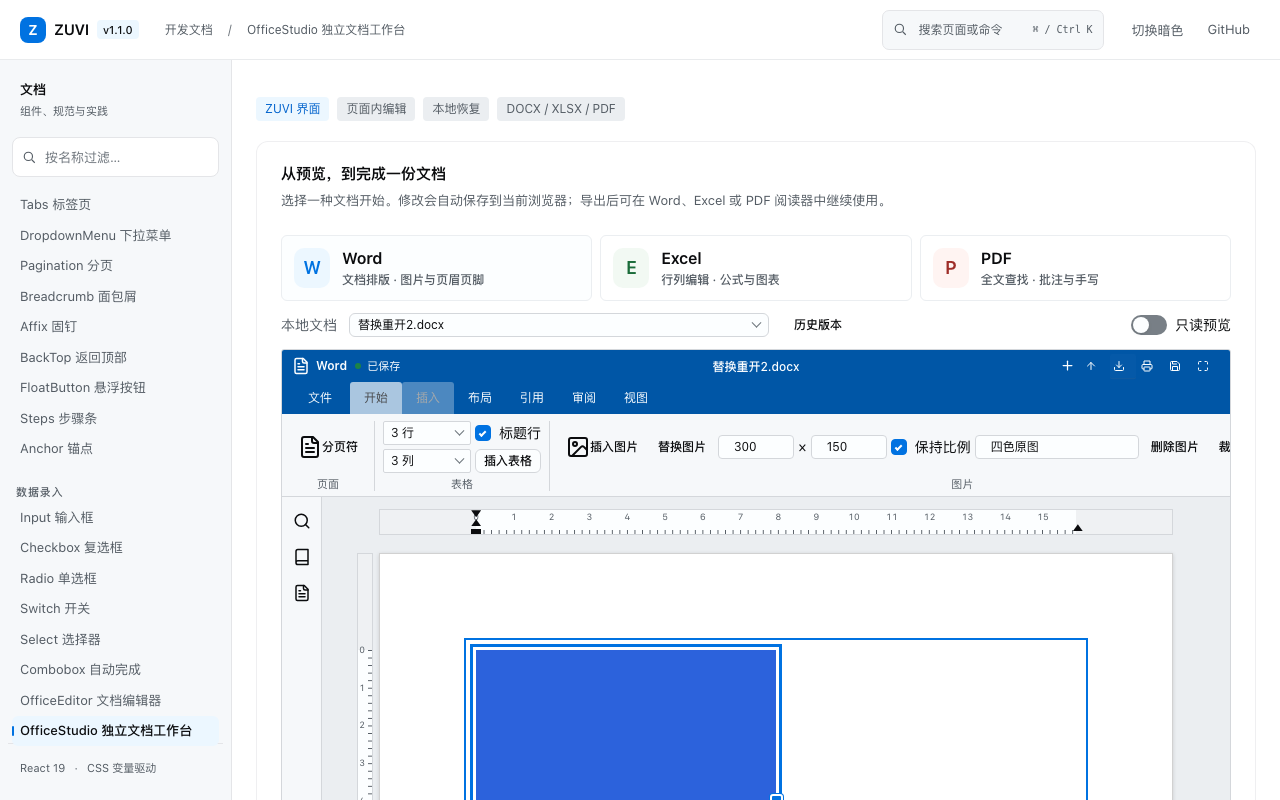 Z ZUVI v1.1.0 开发文档 / OfficeStudio 独立文档工作台 搜索页面或命令 ⌘ / Ctrl K 切换暗色 GitHub
文档
组件、规范与实践
按名称过滤...
Tabs 标签页
DropdownMenu 下拉菜单
Pagination 分页
Breadcrumb 面包屑
Affix 固钉
BackTop 返回顶部
FloatButton 悬浮按钮
Steps 步骤条
Anchor 锚点
数据录入
Input 输入框
Checkbox 复选框
Radio 单选框
Switch 开关
Select 选择器
Combobox 自动完成
OfficeEditor 文档编辑器
OfficeStudio 独立文档工作台
React 19 · CSS 变量驱动
ZUVI 界面 页面内编辑 本地恢复 DOCX / XLSX / PDF
从预览，到完成一份文档
选择一种文档开始。修改会自动保存到当前浏览器；导出后可在 Word、Excel 或 PDF 阅读器中继续使用。
W Word
文档排版 · 图片与页眉页脚
E Excel
行列编辑 · 公式与图表
P PDF
全文查找 · 批注与手写
本地文档 替换重开2.docx 历史版本 只读预览
Word 已保存 替换重开2.docx
文件 开始 插入 布局 引用 审阅 视图
分页符
页面
3 行 标题行
3 列 插入表格
表格
插入图片 替换图片 300 x 150 保持比例 四色原图 删除图片 裁
图片
1 2 3 4 5 6 7 8 9 10 11 12 13 14 15
0
1
2
3